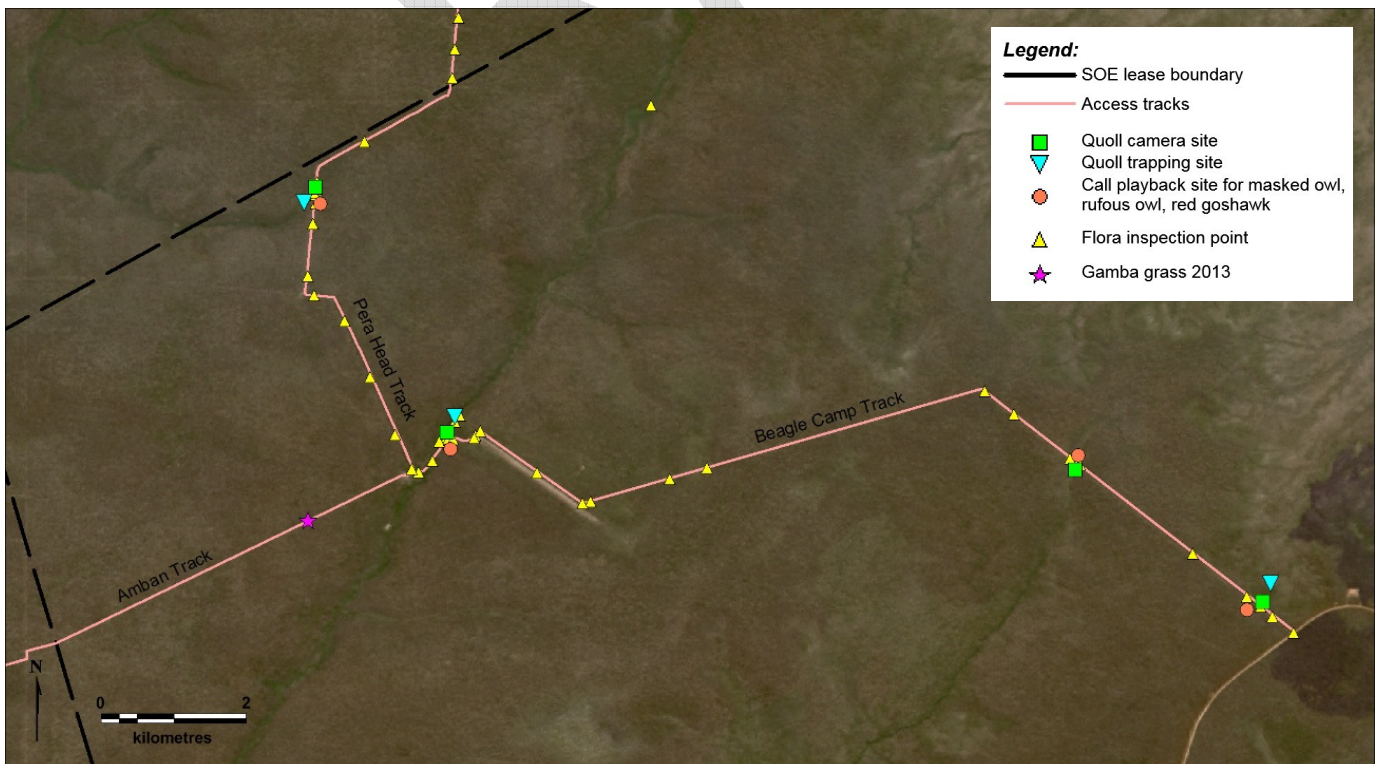 Legend:
SOE lease boundary
Access tracks
Quoll camera site
Quoll trapping site
Call playback site for masked owl,
rufous owl, red goshawk
Flora inspection point
Gamba grass 2013
Pera Head Track
Beagle Camp Track
Amban Track
N
0 2
kilometres